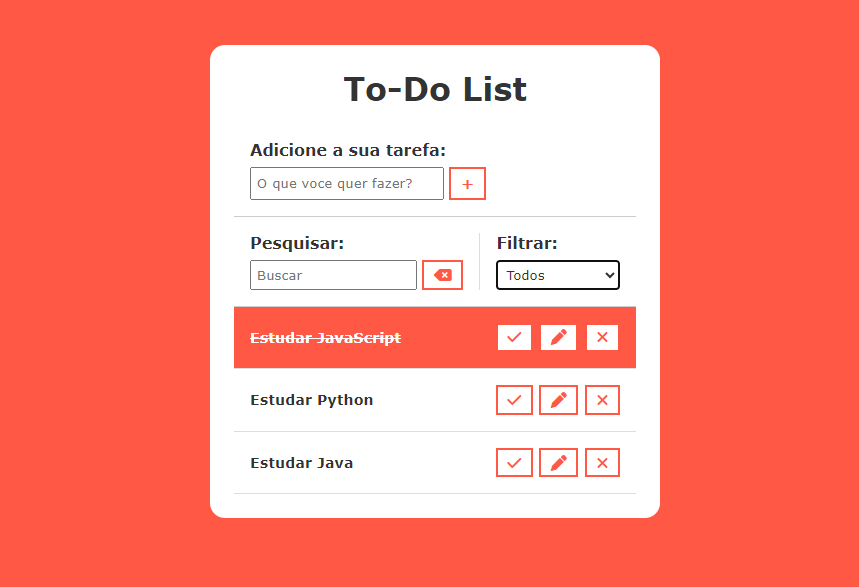 To-Do List
Adicione a sua tarefa:
O que voce quer fazer?
+
Pesquisar:
Filtrar:
Buscar
Todos
Estudar JavaScript
Estudar Python
Estudar Java